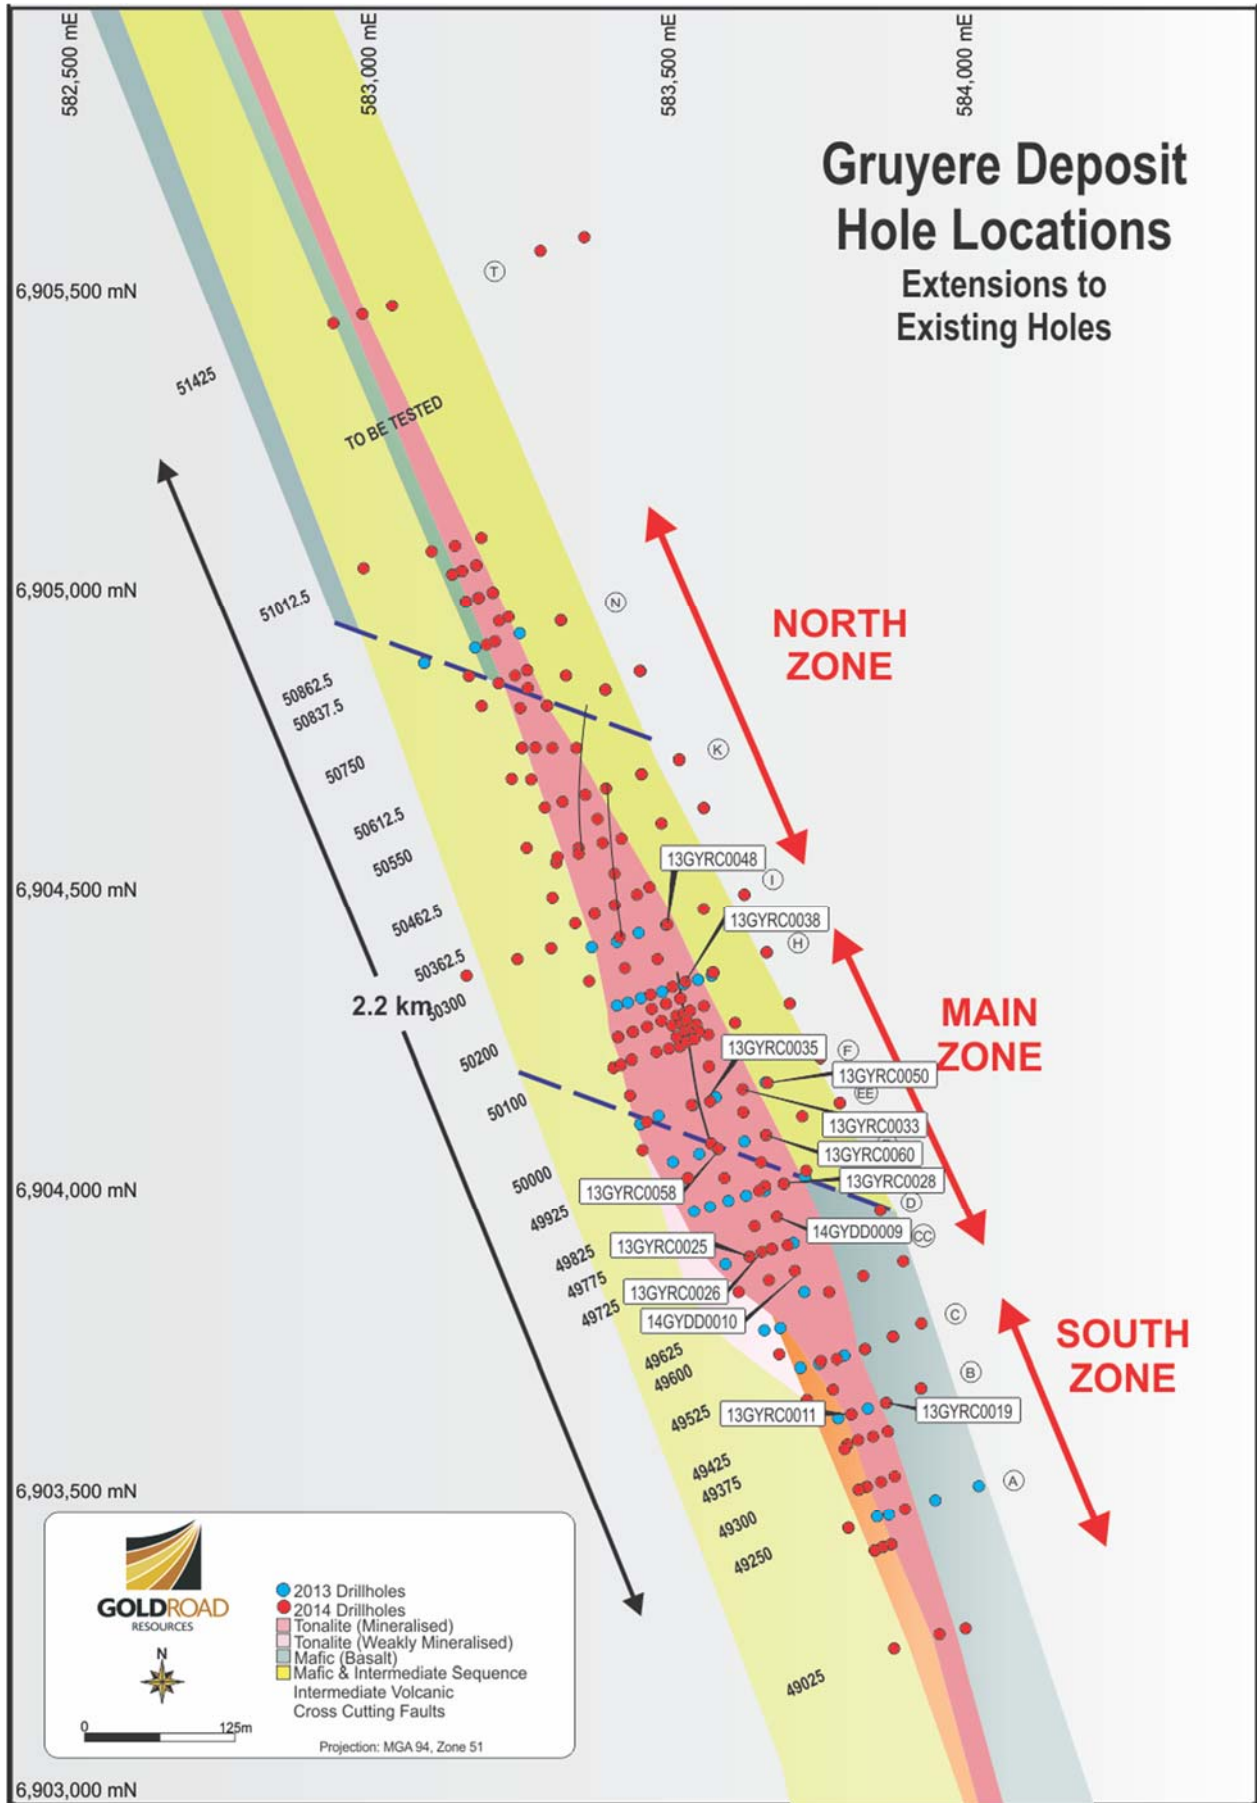 582,500 mE
583,000 mE
583,500 mE
584,000 mE
Gruyere Deposit
Hole Locations
Extensions to
Existing Holes
T
6,905,500 mN
51425
TO BE TESTED
6,905,000 mN
51012.5
N
NORTH
ZONE
50862.5
50837.5
K
50750
50612.5
50550
13GYRC0048
I
6,904,500 mN
50462.5
13GYRC0038
H
50362.5
2.2 km
50300
MAIN
ZONE
50200
13GYRC0035
F
13GYRC0050
EE
50100
13GYRC0033
13GYRC0060
50000
13GYRC0028
6,904,000 mN
13GYRC0058
D
49925
14GYDD0009
CC
13GYRC0025
49825
49775
13GYRC0026
49725
14GYDD0010
C
SOUTH
ZONE
49625
49600
B
49525
13GYRC0011
13GYRC0019
49425
49375
A
6,903,500 mN
49300
49250
GOLDROAD
RESOURCES
N
0
125m
2013 Drillholes
2014 Drillholes
Tonalite (Mineralised)
Tonalite (Weakly Mineralised)
Mafic (Basalt)
Mafic & Intermediate Sequence
Intermediate Volcanic
Cross Cutting Faults
Projection: MGA 94, Zone 51
49025
6,903,000 mN